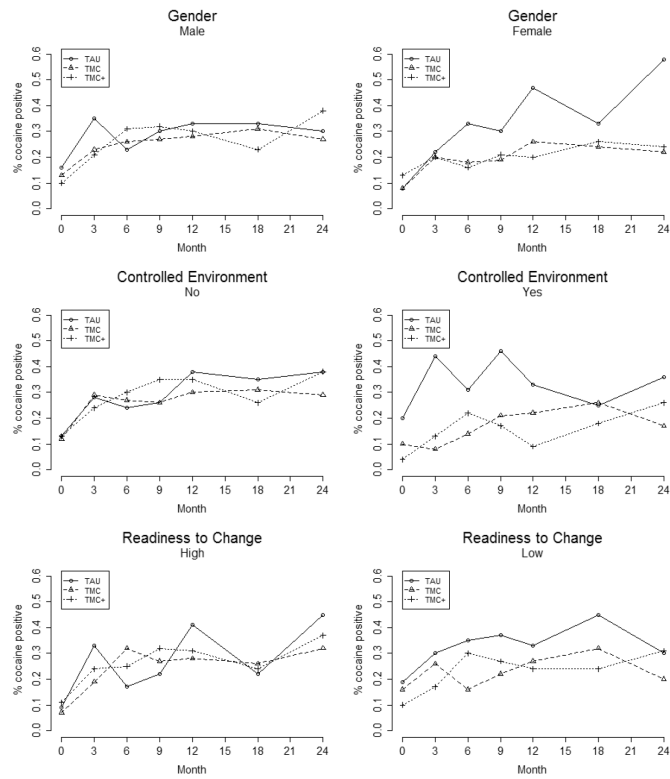 Gender
Male
% cocaine positive
0.0 0.1 0.2 0.3 0.4 0.5 0.6
TAU
TMC
TMC+
0 3 6 9 12 15 18 21 24
Month
Gender
Female
% cocaine positive
0.0 0.1 0.2 0.3 0.4 0.5 0.6
TAU
TMC
TMC+
0 3 6 9 12 15 18 21 24
Month
Controlled Environment
No
% cocaine positive
0.0 0.1 0.2 0.3 0.4 0.5 0.6
TAU
TMC
TMC+
0 3 6 9 12 15 18 21 24
Month
Controlled Environment
Yes
% cocaine positive
0.0 0.1 0.2 0.3 0.4 0.5 0.6
TAU
TMC
TMC+
0 3 6 9 12 15 18 21 24
Month
Readiness to Change
High
% cocaine positive
0.0 0.1 0.2 0.3 0.4 0.5 0.6
TAU
TMC
TMC+
0 3 6 9 12 15 18 21 24
Month
Readiness to Change
Low
% cocaine positive
0.0 0.1 0.2 0.3 0.4 0.5 0.6
TAU
TMC
TMC+
0 3 6 9 12 15 18 21 24
Month